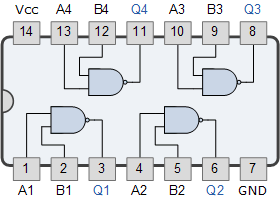 Vcc A4 B4 Q4 A3 B3 Q3
14 13 12 11 10 9 8
1 2 3 4 5 6 7
A1 B1 Q1 A2 B2 Q2 GND